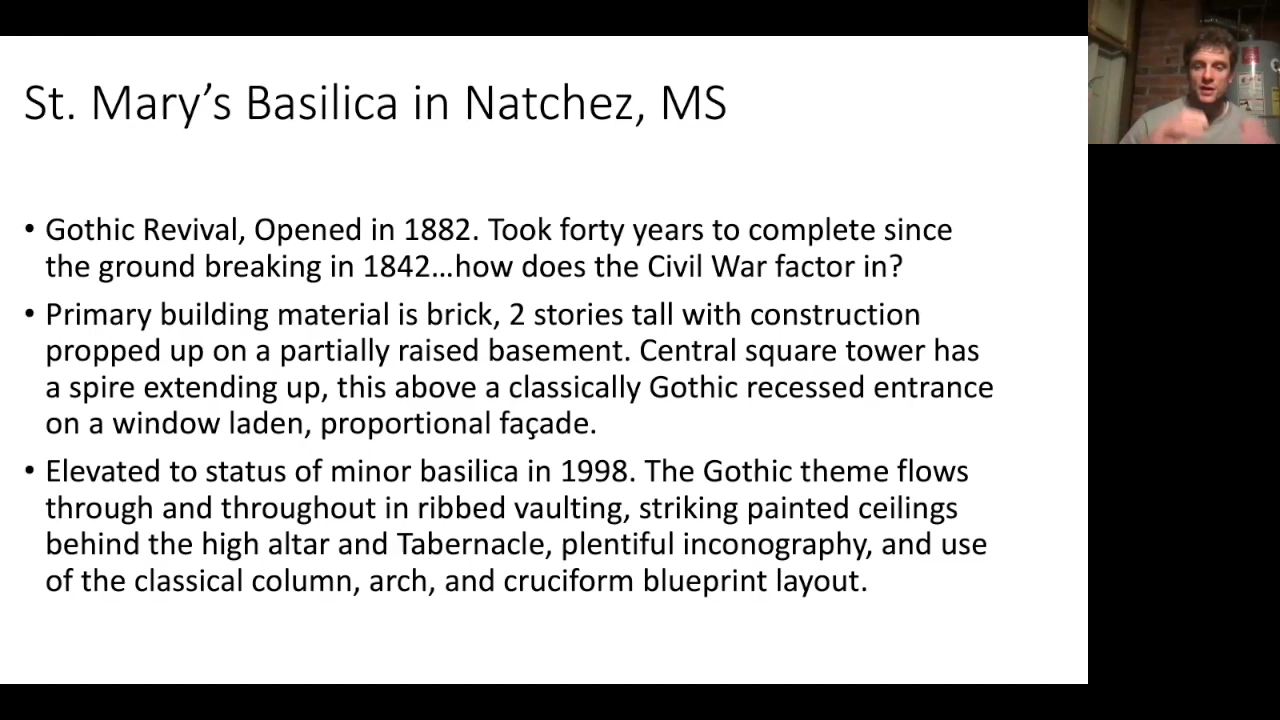 St. Mary’s Basilica in Natchez, MS
• Gothic Revival, Opened in 1882. Took forty years to complete since
the ground breaking in 1842…how does the Civil War factor in?
• Primary building material is brick, 2 stories tall with construction
propped up on a partially raised basement. Central square tower has
a spire extending up, this above a classically Gothic recessed entrance
on a window laden, proportional façade.
• Elevated to status of minor basilica in 1998. The Gothic theme flows
through and throughout in ribbed vaulting, striking painted ceilings
behind the high altar and Tabernacle, plentiful inconography, and use
of the classical column, arch, and cruciform blueprint layout.